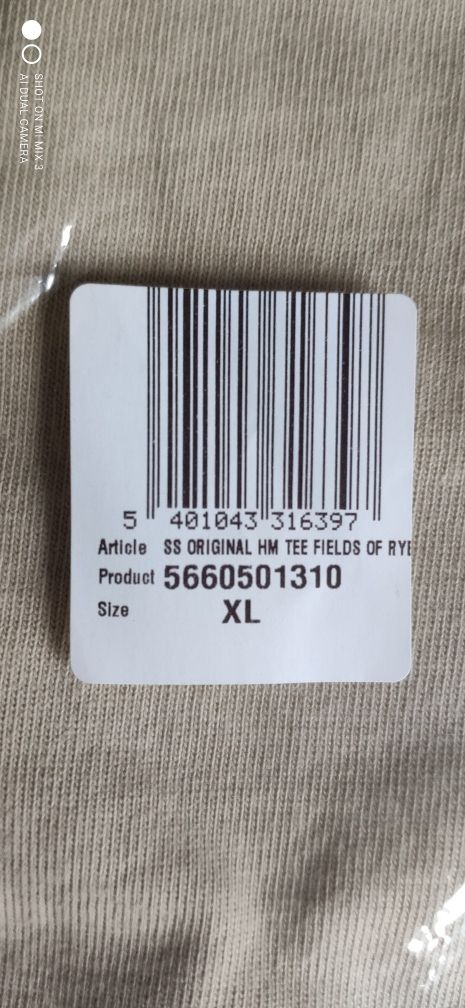 SHOT ON MI MIX 3
AI DUAL CAMERA
5 401043 316397
Article SS ORIGINAL HM TEE FIELDS OF RYE
Product 5660501310
Size XL